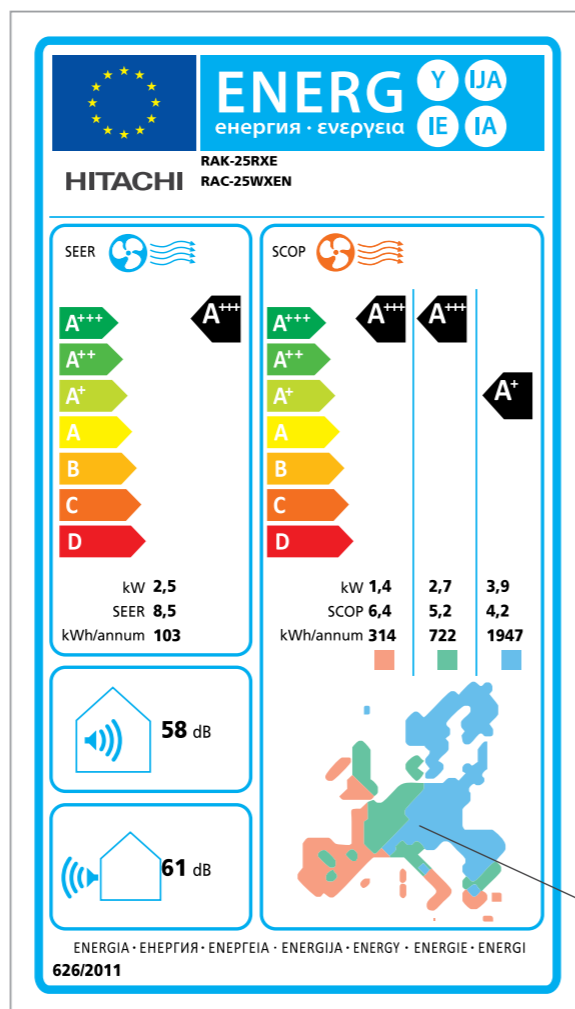 ENERG Y IJA
енергия · ενεργεια IE IA
HITACHI
RAK-25RXE
RAC-25WXEN
SEER
A+++
A+++
A++
A+
A
B
C
D
kW 2,5
SEER 8,5
kWh/annum 103
SCOP
A+++ A+++ A+++
A++
A+ A+
A
B
C
D
kW 1,4 2,7 3,9
SCOP 6,4 5,2 4,2
kWh/annum 314 722 1947
58 dB
61 dB
ENERGIA · ЕНЕРГИЯ · ΕΝΕΡΓΕΙΑ · ENERGIJA · ENERGY · ENERGIE · ENERGI
626/2011